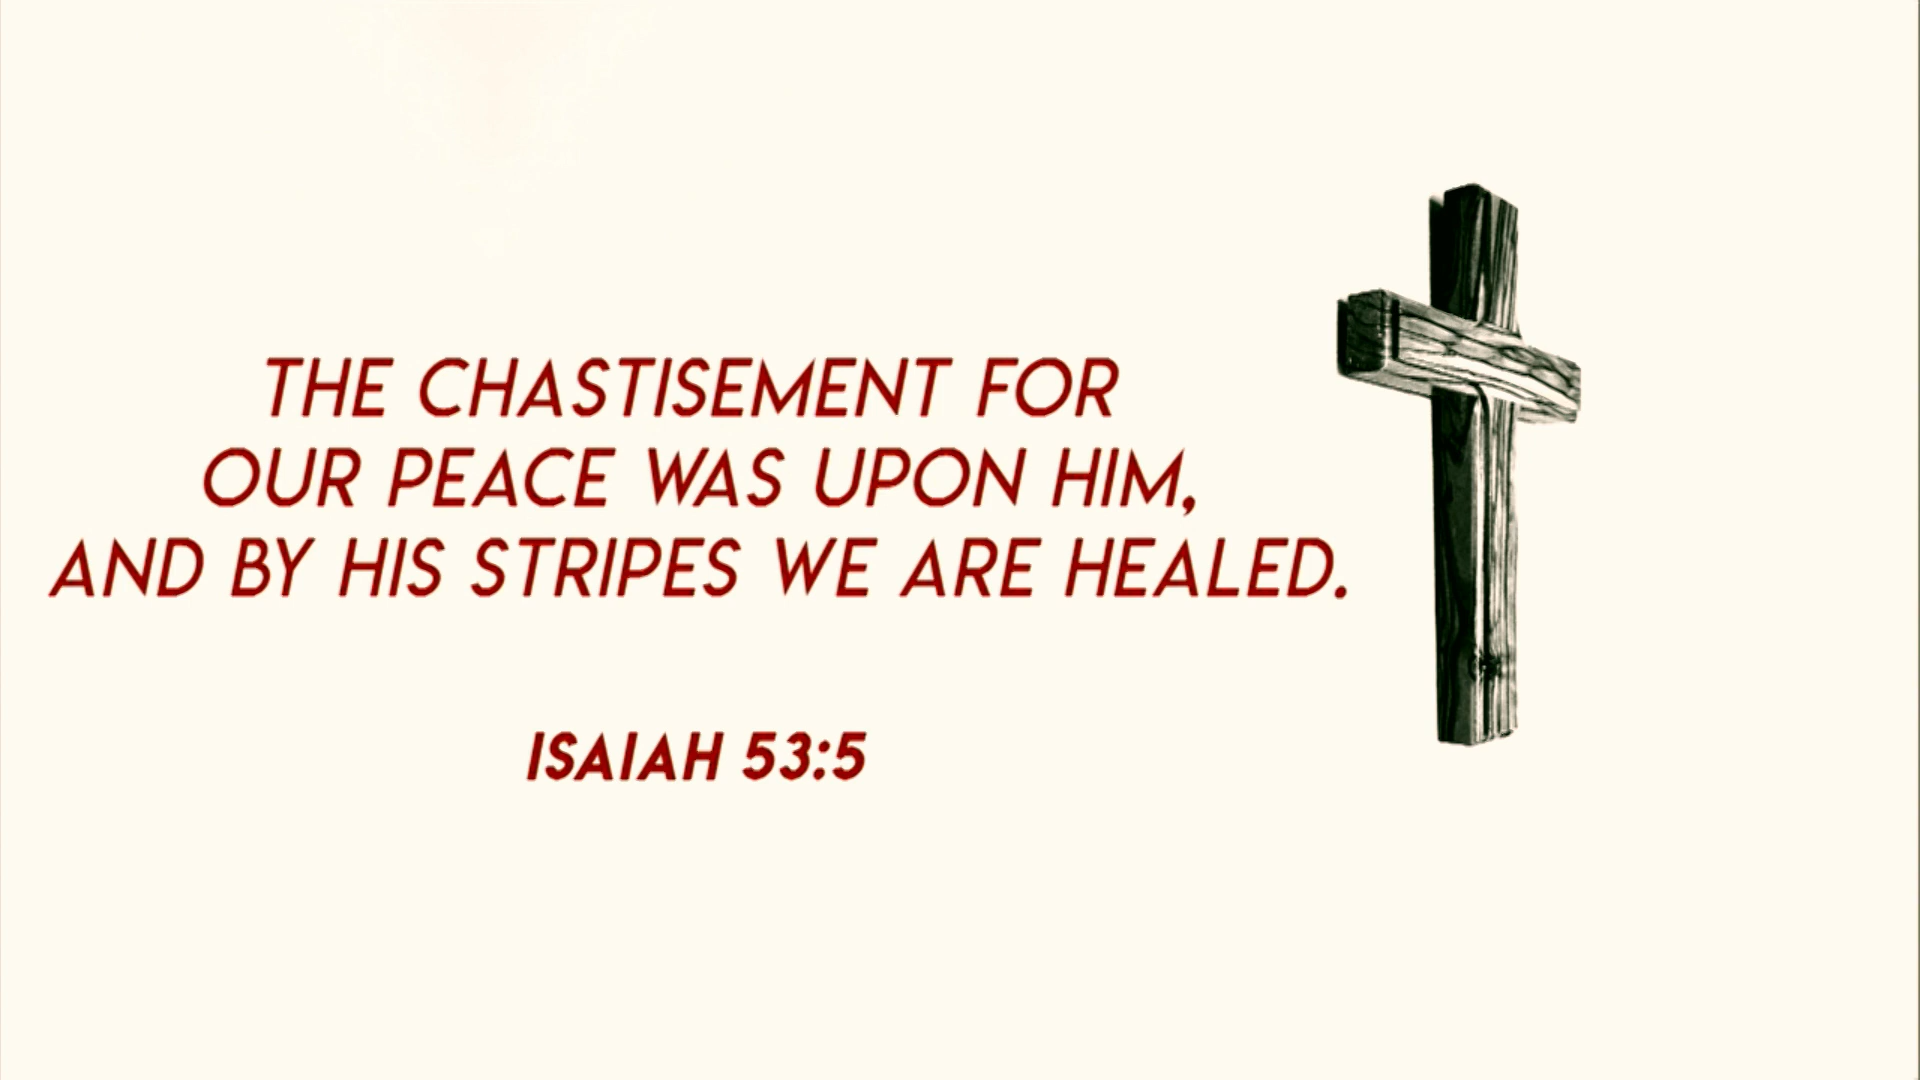 THE CHASTISEMENT FOR
OUR PEACE WAS UPON HIM,
AND BY HIS STRIPES WE ARE HEALED.
ISAIAH 53:5